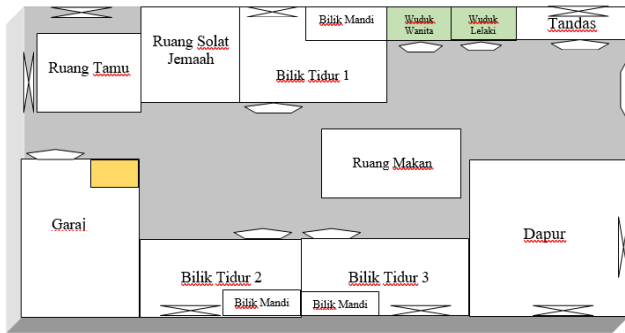 Bilik Mandi
Wuduk
Wanita
Wuduk
Lelaki
Tandas
Ruang Solat
Jemaah
Ruang Tamu
Bilik Tidur 1
Ruang Makan
Garaj
Dapur
Bilik Tidur 2
Bilik Tidur 3
Bilik Mandi
Bilik Mandi